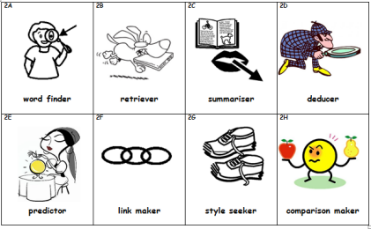 2A
word finder
2B
retriever
2C
summariser
2D
deducer
2E
predictor
2F
link maker
2G
style seeker
2H
comparison maker